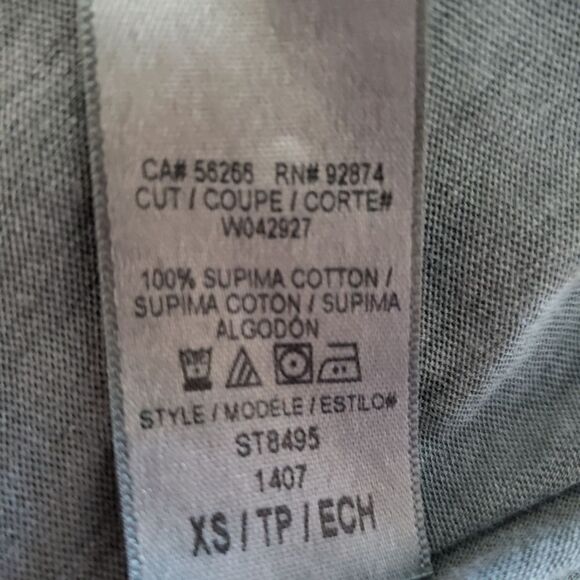 CA# 56266 RN# 92874
CUT / COUPE / CORTE#
W042927
100% SUPIMA COTTON /
SUPIMA COTON / SUPIMA
ALGODÓN
STYLE / MODÈLE / ESTILO#
ST8495
1407
XS / TP / ECH